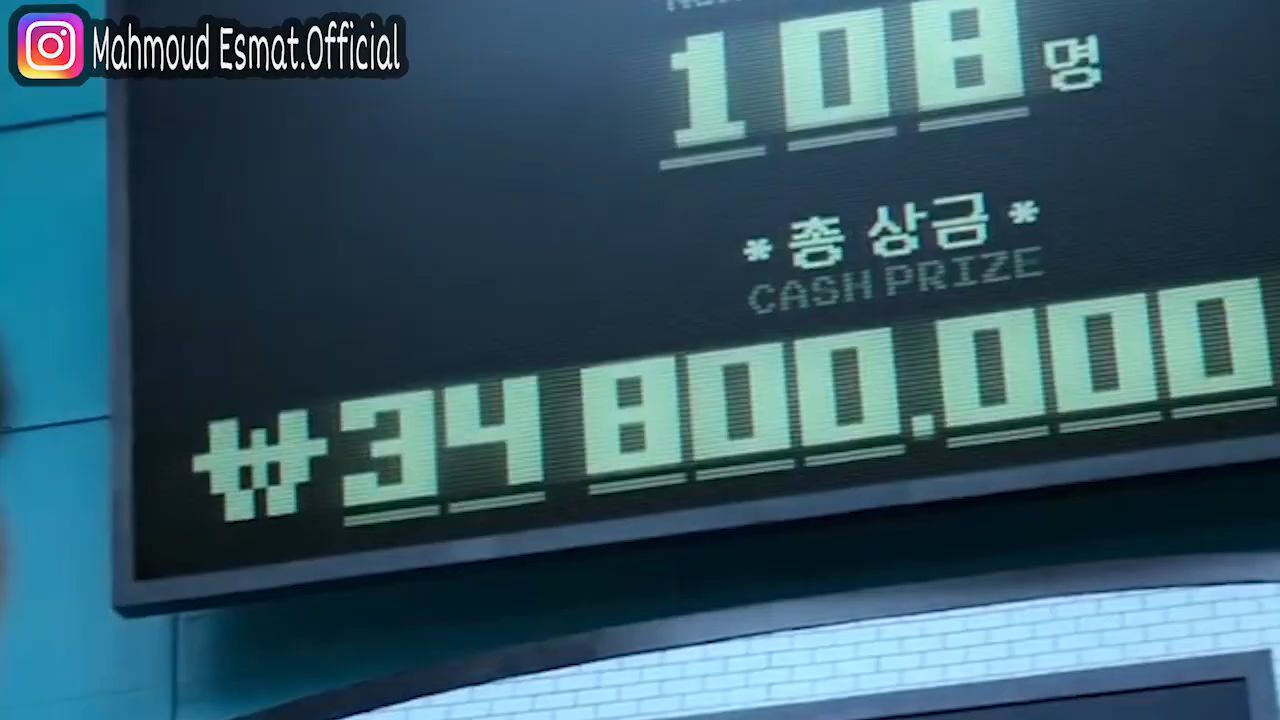 Mahmoud Esmat.Official
108 명
* 총 상금 *
CASH PRIZE
₩34 800.000